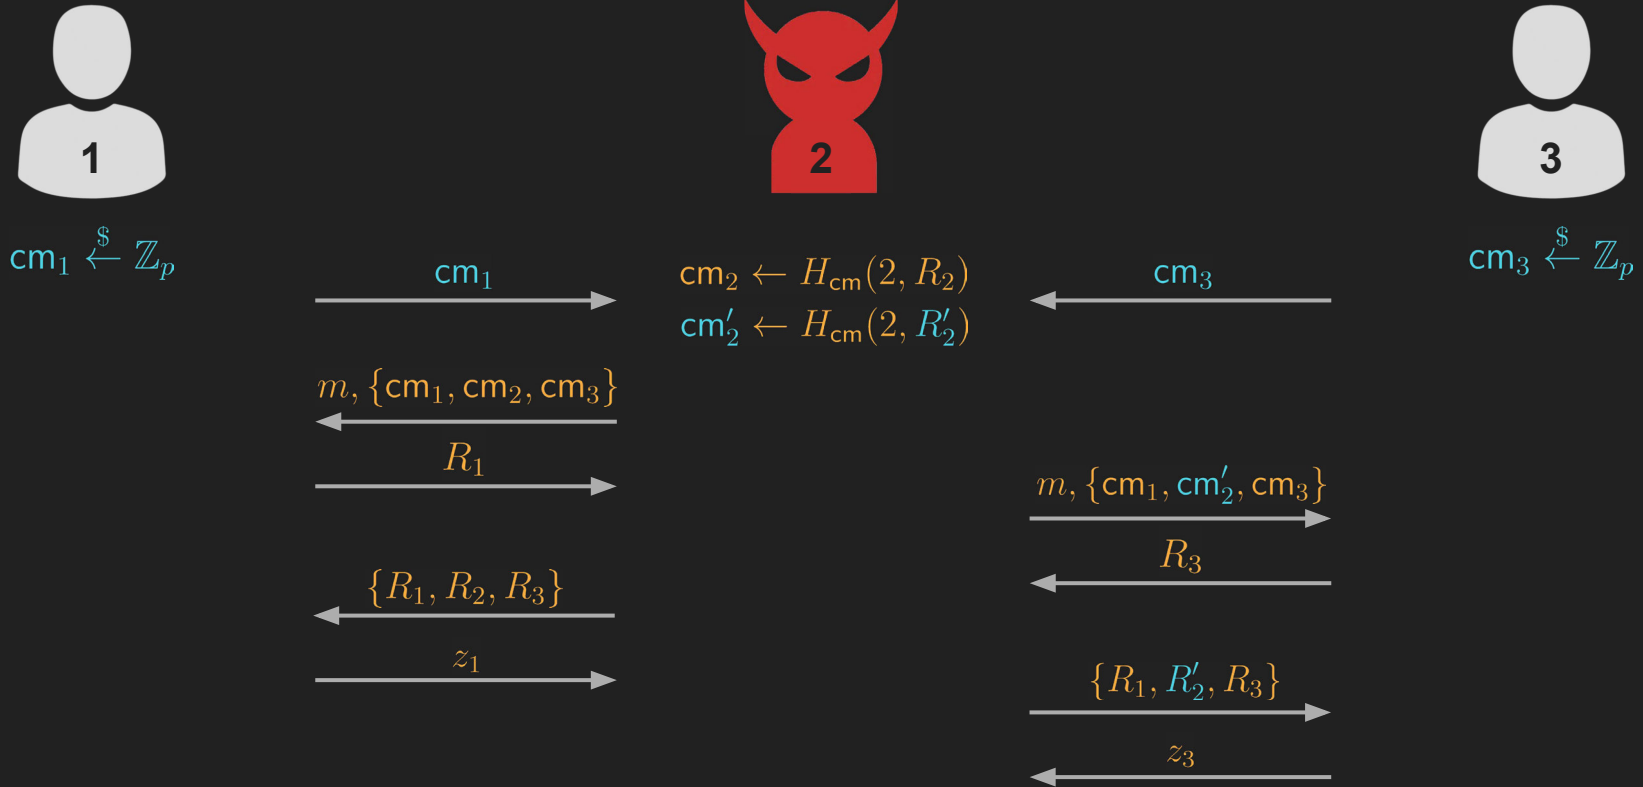 1
2
3
cm₁ ←$ ℤₚ
cm₁
cm₂ ← H_cm(2, R₂)
cm₃
cm₃ ←$ ℤₚ
cm′₂ ← H_cm(2, R′₂)
m, {cm₁, cm₂, cm₃}
R₁
m, {cm₁, cm′₂, cm₃}
R₃
{R₁, R₂, R₃}
z₁
{R₁, R′₂, R₃}
z₃